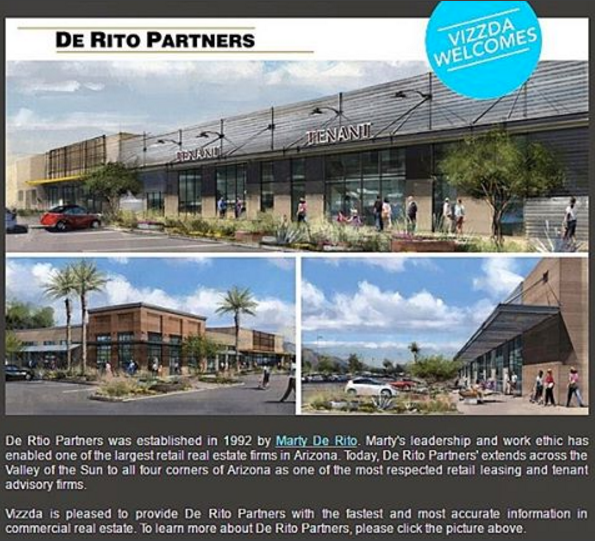 DE RITO PARTNERS
VIZZDA
WELCOMES
TENANT
TENANT
De Rtio Partners was established in 1992 by Marty De Rito. Marty's leadership and work ethic has
enabled one of the largest retail real estate firms in Arizona. Today, De Rito Partners' extends across the
Valley of the Sun to all four corners of Arizona as one of the most respected retail leasing and tenant
advisory firms.
Vizzda is pleased to provide De Rito Partners with the fastest and most accurate information in
commercial real estate. To learn more about De Rito Partners, please click the picture above.